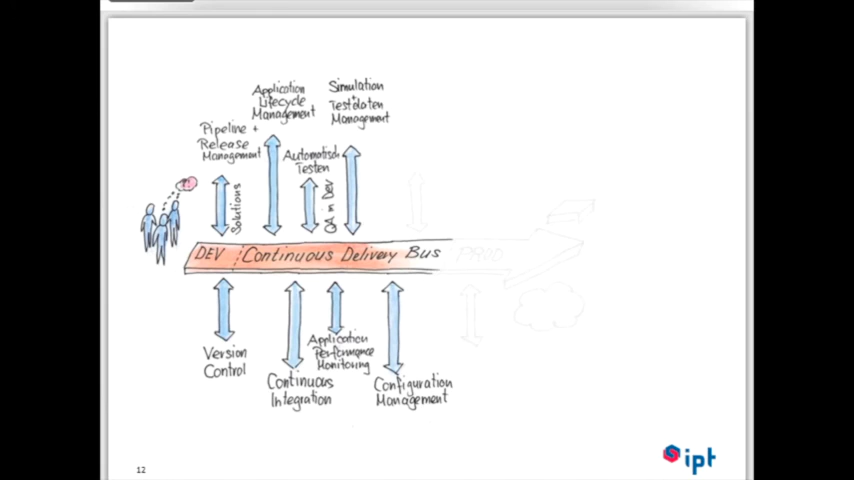 Application
Lifecycle
Management
Simulation
+
Testdaten
Management
Pipeline +
Release
Management
Automatisch
Testen
Solutions
QA in Dev
DEV
Continuous Delivery Bus
PROD
Version
Control
Continuous
Integration
Application
Performance
Monitoring
Configuration
Management
12
ipt